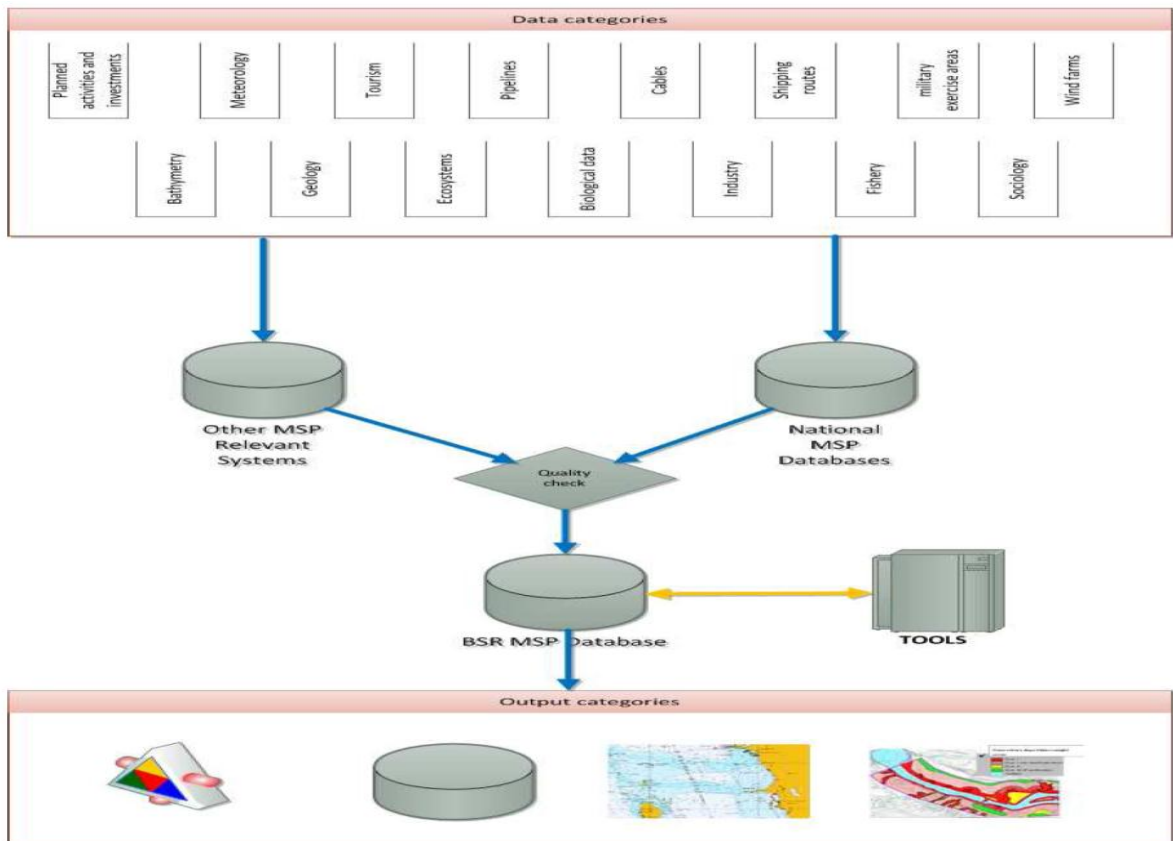 Data categories
Planned
activities and
investments
Meteorology
Tourism
Pipelines
Cables
Shipping
routes
military
exercise areas
Wind farms
Bathymetry
Geology
Ecosystems
Biological data
Industry
Fishery
Sociology
Other MSP
Relevant
Systems
National
MSP
Databases
Quality
check
BSR MSP Database
TOOLS
Output categories